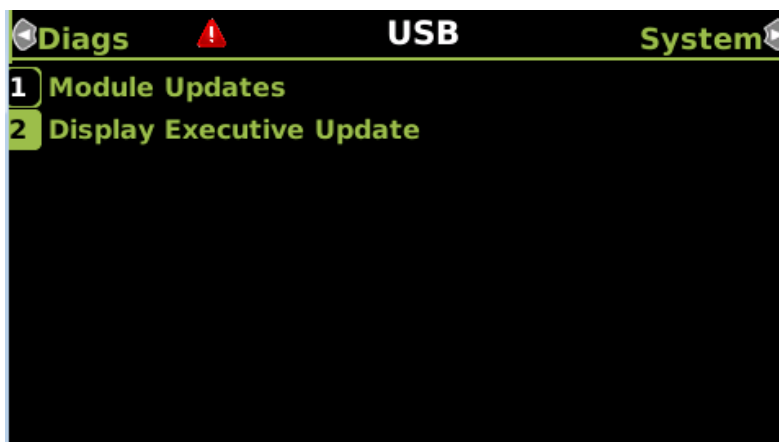 Diags ! USB System
1 Module Updates
2 Display Executive Update